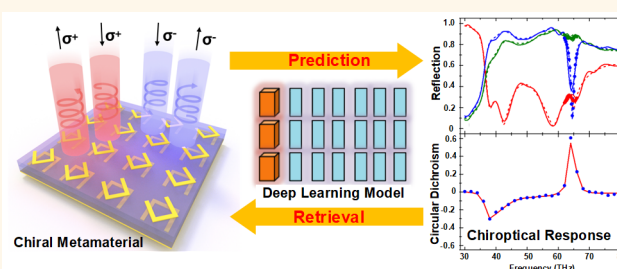 σ⁺ σ⁺ σ⁻ σ⁻
Chiral Metamaterial
Prediction
Deep Learning Model
Retrieval
Reflection
1.0
0.8
0.6
0.4
0.2
0
Circular Dichroism
0.6
0.4
0.2
0.0
-0.2
-0.4
-0.6
Chiroptical Response
30 40 50 60 70
Frequency (THz)